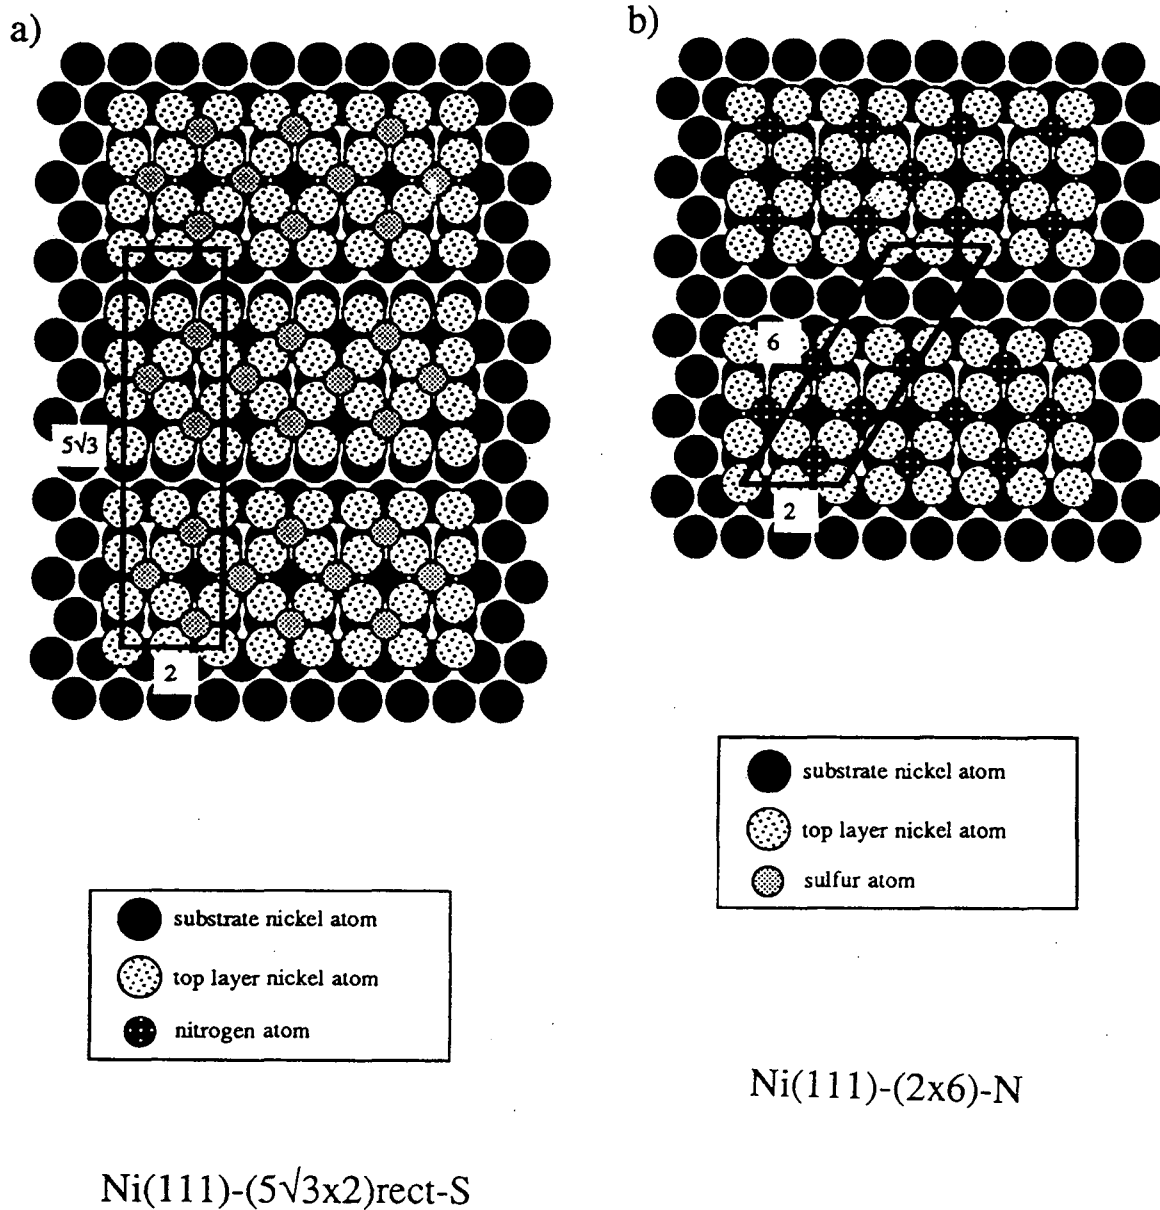 a)
5√3
2
substrate nickel atom
top layer nickel atom
nitrogen atom
Ni(111)-(5√3x2)rect-S
b)
6
2
substrate nickel atom
top layer nickel atom
sulfur atom
Ni(111)-(2x6)-N